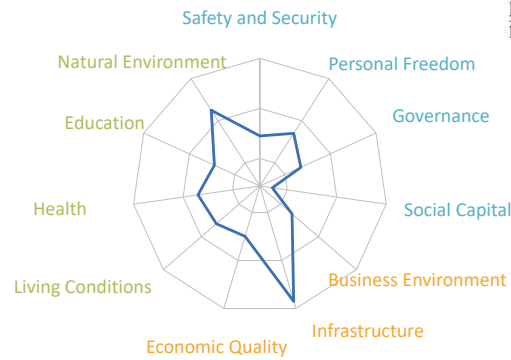 Safety and Security
Personal Freedom
Governance
Social Capital
Business Environment
Infrastructure
Economic Quality
Living Conditions
Health
Education
Natural Environment